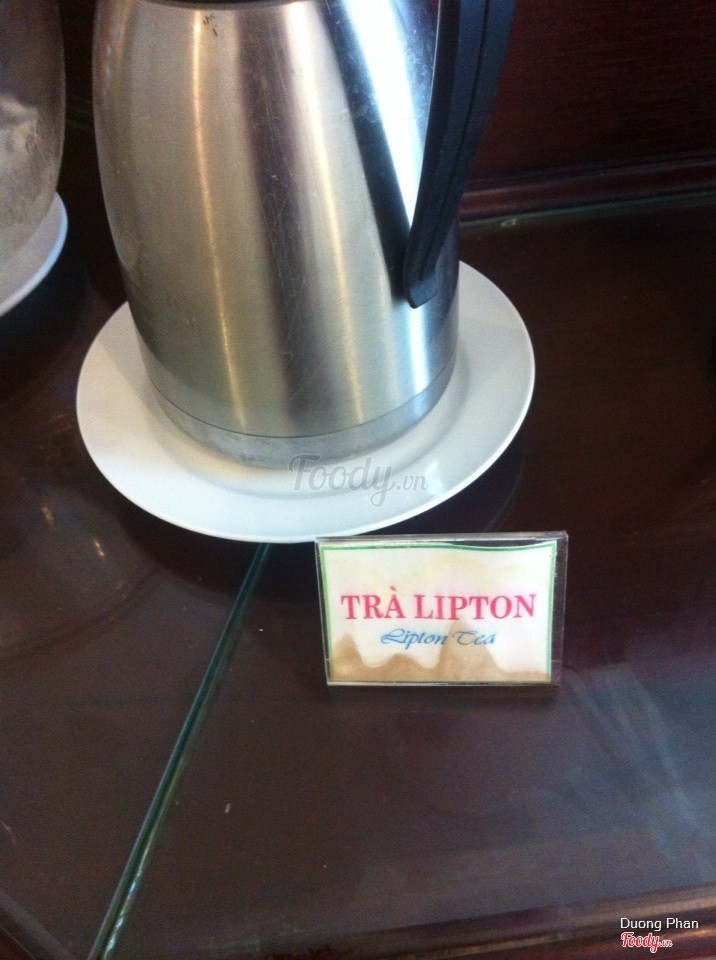 Foody.vn
TRÀ LIPTON
Lipton Tea
Duong Phan
Foody.vn